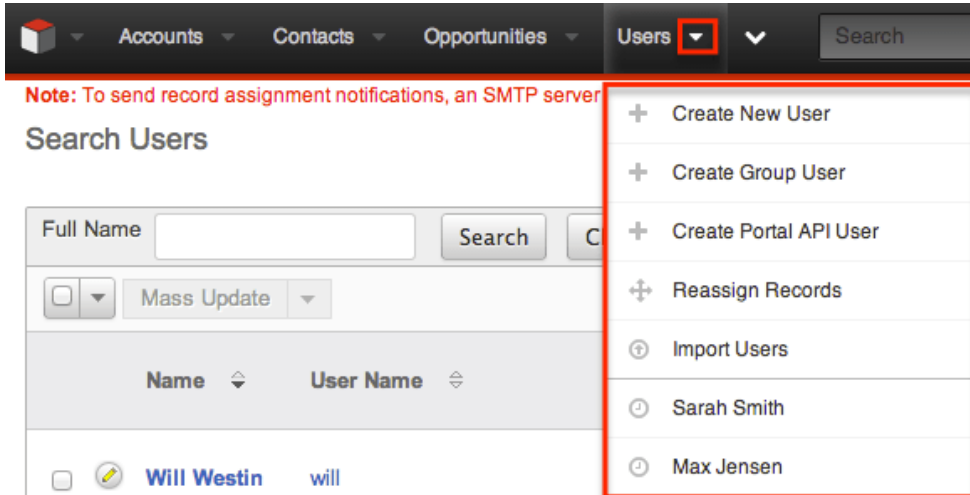 Accounts Contacts Opportunities Users Search
Note: To send record assignment notifications, an SMTP server
Search Users
Full Name Search
Mass Update
Name User Name
Will Westin will
Create New User
Create Group User
Create Portal API User
Reassign Records
Import Users
Sarah Smith
Max Jensen